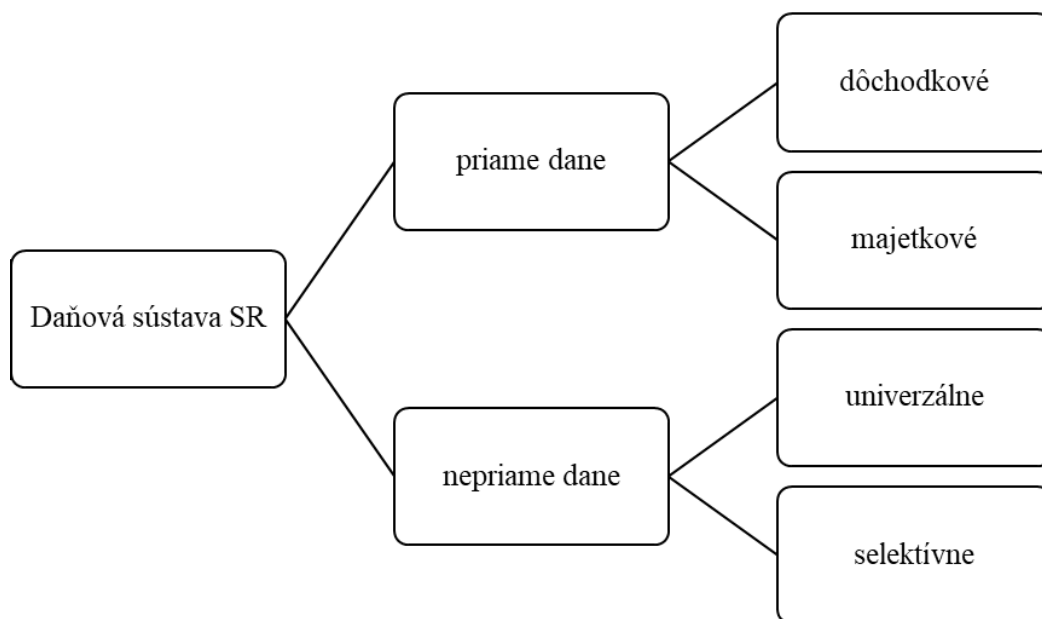 Daňová sústava SR
priame dane
dôchodkové
majetkové
nepriame dane
univerzálne
selektívne